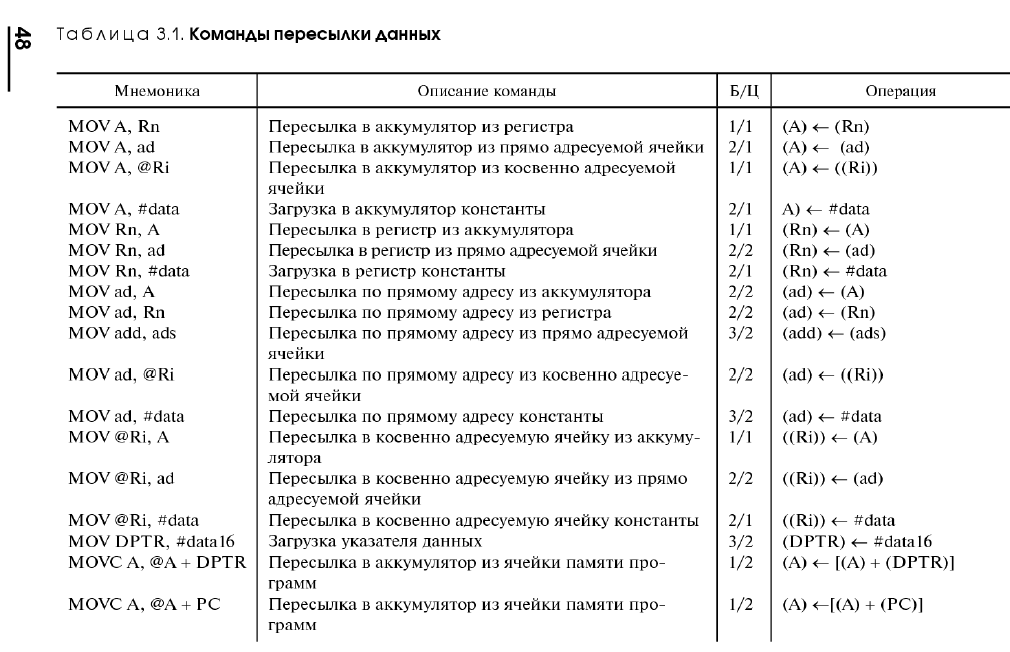 48
Таблица 3.1. Команды пересылки данных
Мнемоника Описание команды Б/Ц Операция
MOV A, Rn Пересылка в аккумулятор из регистра 1/1 (A) ← (Rn)
MOV A, ad Пересылка в аккумулятор из прямо адресуемой ячейки 2/1 (A) ← (ad)
MOV A, @Ri Пересылка в аккумулятор из косвенно адресуемой 1/1 (A) ← ((Ri))
ячейки
MOV A, #data Загрузка в аккумулятор константы 2/1 A) ← #data
MOV Rn, A Пересылка в регистр из аккумулятора 1/1 (Rn) ← (A)
MOV Rn, ad Пересылка в регистр из прямо адресуемой ячейки 2/2 (Rn) ← (ad)
MOV Rn, #data Загрузка в регистр константы 2/1 (Rn) ← #data
MOV ad, A Пересылка по прямому адресу из аккумулятора 2/2 (ad) ← (A)
MOV ad, Rn Пересылка по прямому адресу из регистра 2/2 (ad) ← (Rn)
MOV add, ads Пересылка по прямому адресу из прямо адресуемой 3/2 (add) ← (ads)
ячейки
MOV ad, @Ri Пересылка по прямому адресу из косвенно адресуе- 2/2 (ad) ← ((Ri))
мой ячейки
MOV ad, #data Пересылка по прямому адресу константы 3/2 (ad) ← #data
MOV @Ri, A Пересылка в косвенно адресуемую ячейку из аккуму- 1/1 ((Ri)) ← (A)
лятора
MOV @Ri, ad Пересылка в косвенно адресуемую ячейку из прямо 2/2 ((Ri)) ← (ad)
адресуемой ячейки
MOV @Ri, #data Пересылка в косвенно адресуемую ячейку константы 2/1 ((Ri)) ← #data
MOV DPTR, #data16 Загрузка указателя данных 3/2 (DPTR) ← #data16
MOVC A, @A + DPTR Пересылка в аккумулятор из ячейки памяти про- 1/2 (A) ← [(A) + (DPTR)]
грамм
MOVC A, @A + PC Пересылка в аккумулятор из ячейки памяти про- 1/2 (A) ←[(A) + (PC)]
грамм